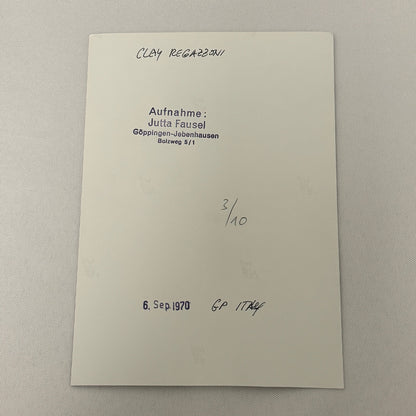 CLAY REGAZZONI
Aufnahme:
Jutta Fausel
Göppingen-Jebenhausen
Bolzweg 5/1
3/10
6. Sep. 1970 GP ITALY